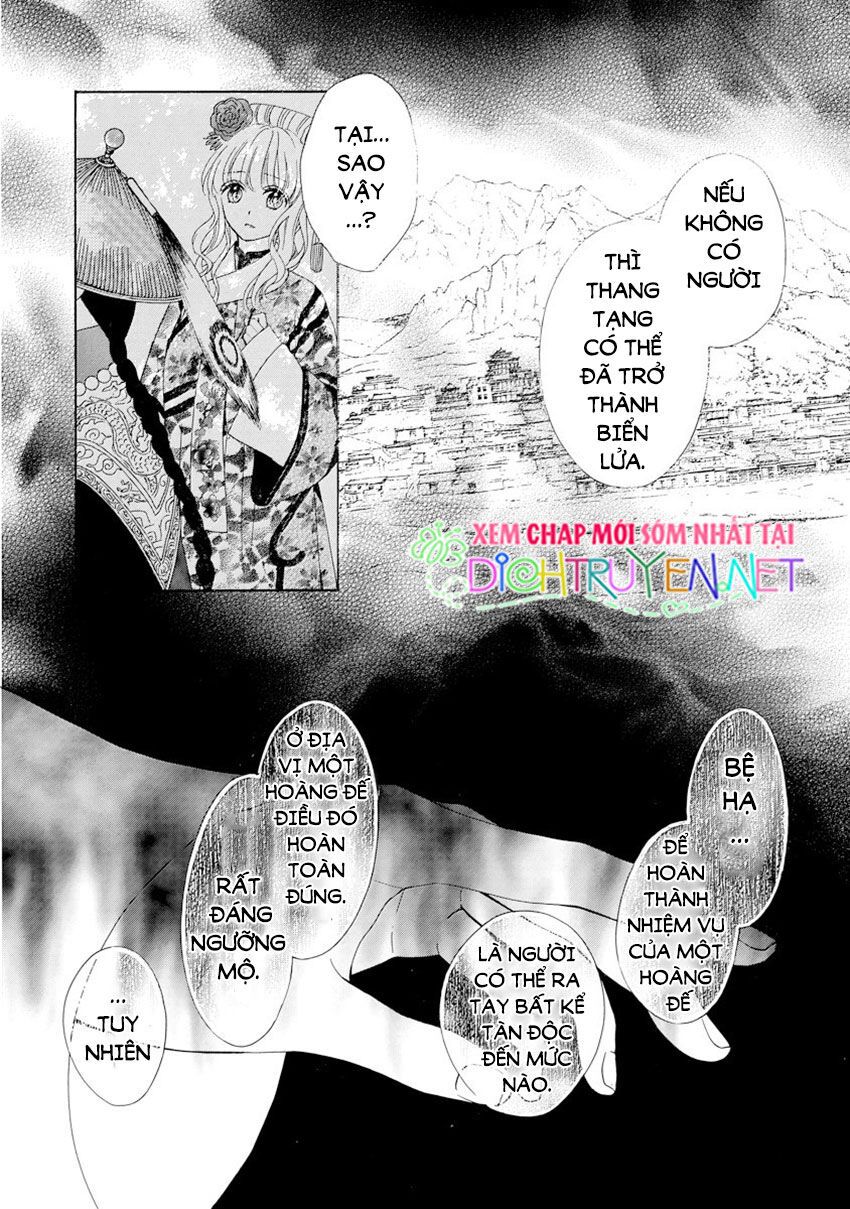 NẾU
KHÔNG
CÓ
NGƯỜI
THÌ
THANG
TẠNG
CÓ THỂ
ĐÃ TRỞ
THÀNH
BIỂN
LỬA.
TẠI...
SAO
VẬY
...?
XEM CHAP MỚI SỚM NHẤT TẠI
DICHTRUYEN.NET
BỆ
HẠ
...
ĐỂ
HOÀN
THÀNH
NHIỆM VỤ
CỦA MỘT
HOÀNG
ĐẾ
LÀ NGƯỜI
CÓ THỂ RA
TAY BẤT KỂ
TÀN ĐỘC
ĐẾN MỨC
NÀO.
Ở ĐỊA
VỊ MỘT
HOÀNG ĐẾ
ĐIỀU ĐÓ
HOÀN
TOÀN
ĐÚNG.
RẤT
ĐÁNG
NGƯỠNG
MỘ.
...
TUY
NHIÊN